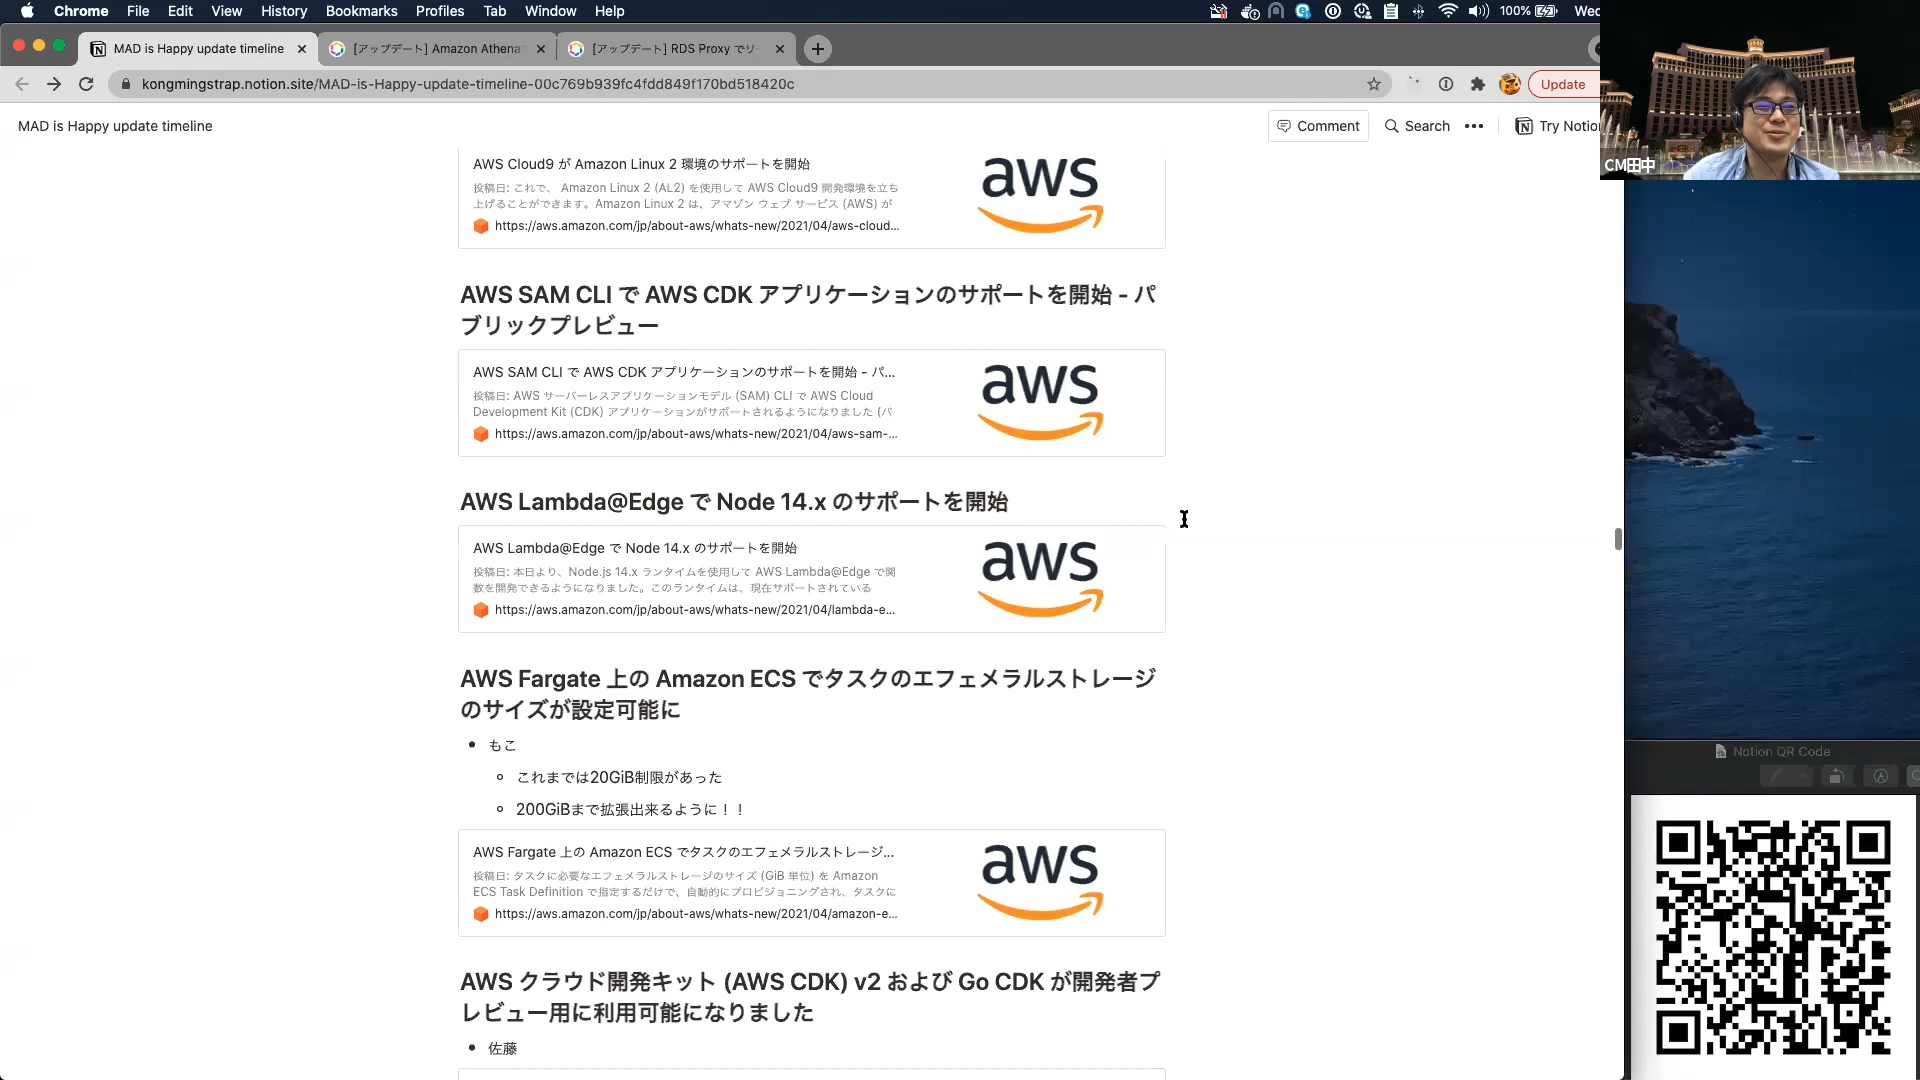 Chrome File Edit View History Bookmarks Profiles Tab Window Help 100% Wed
MAD is Happy update timeline
[アップデート] Amazon Athena
[アップデート] RDS Proxy でリ
kongmingstrap.notion.site/MAD-is-Happy-update-timeline-00c769b939fc4fdd849f170bd518420c
Update
MAD is Happy update timeline
Comment Search ••• Try Notion
CM田中
AWS Cloud9 が Amazon Linux 2 環境のサポートを開始
投稿日: これで、 Amazon Linux 2 (AL2) を使用して AWS Cloud9 開発環境を立ち
上げることができます。Amazon Linux 2 は、アマゾン ウェブ サービス (AWS) が
https://aws.amazon.com/jp/about-aws/whats-new/2021/04/aws-cloud...
aws
AWS SAM CLI で AWS CDK アプリケーションのサポートを開始 - パ
ブリックプレビュー
AWS SAM CLI で AWS CDK アプリケーションのサポートを開始 - パ...
投稿日: AWS サーバーレスアプリケーションモデル (SAM) CLI で AWS Cloud
Development Kit (CDK) アプリケーションがサポートされるようになりました (パ
https://aws.amazon.com/jp/about-aws/whats-new/2021/04/aws-sam-...
aws
AWS Lambda@Edge で Node 14.x のサポートを開始
AWS Lambda@Edge で Node 14.x のサポートを開始
投稿日: 本日より、Node.js 14.x ランタイムを使用して AWS Lambda@Edge で関
数を開発できるようになりました。このランタイムは、現在サポートされている
https://aws.amazon.com/jp/about-aws/whats-new/2021/04/lambda-e...
aws
AWS Fargate 上の Amazon ECS でタスクのエフェメラルストレージ
のサイズが設定可能に
• もこ
◦ これまでは20GiB制限があった
◦ 200GiBまで拡張出来るように！！
AWS Fargate 上の Amazon ECS でタスクのエフェメラルストレージ...
投稿日: タスクに必要なエフェメラルストレージのサイズ (GiB 単位) を Amazon
ECS Task Definition で指定するだけで、自動的にプロビジョニングされ、タスクに
https://aws.amazon.com/jp/about-aws/whats-new/2021/04/amazon-e...
aws
AWS クラウド開発キット (AWS CDK) v2 および Go CDK が開発者プ
レビュー用に利用可能になりました
• 佐藤
Notion QR Code